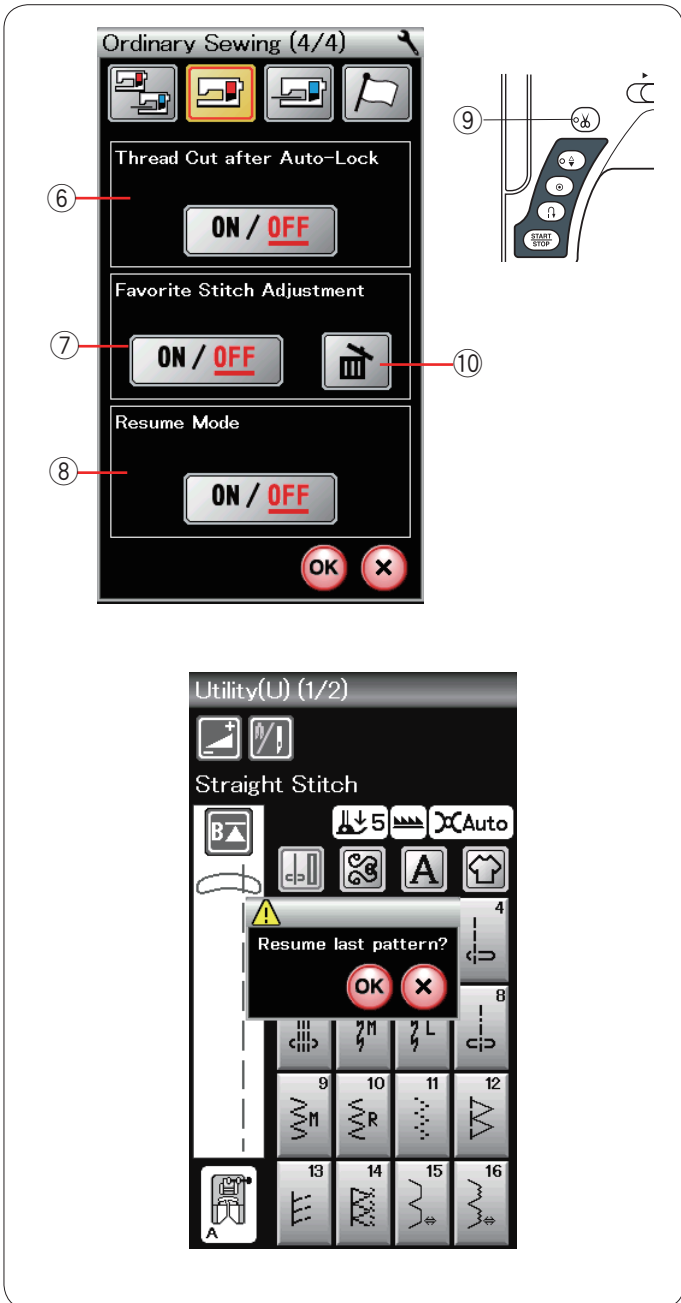 Ordinary Sewing (4/4)
⑥
Thread Cut after Auto-Lock
ON / OFF
⑦
Favorite Stitch Adjustment
ON / OFF
⑩
⑧
Resume Mode
ON / OFF
OK ×
⑨
START
STOP
Utility(U) (1/2)
Straight Stitch
B 5 Auto
A
Resume last pattern?
OK ×
4
M L 8
9 M 10 R 11 12
A 13 14 15 16